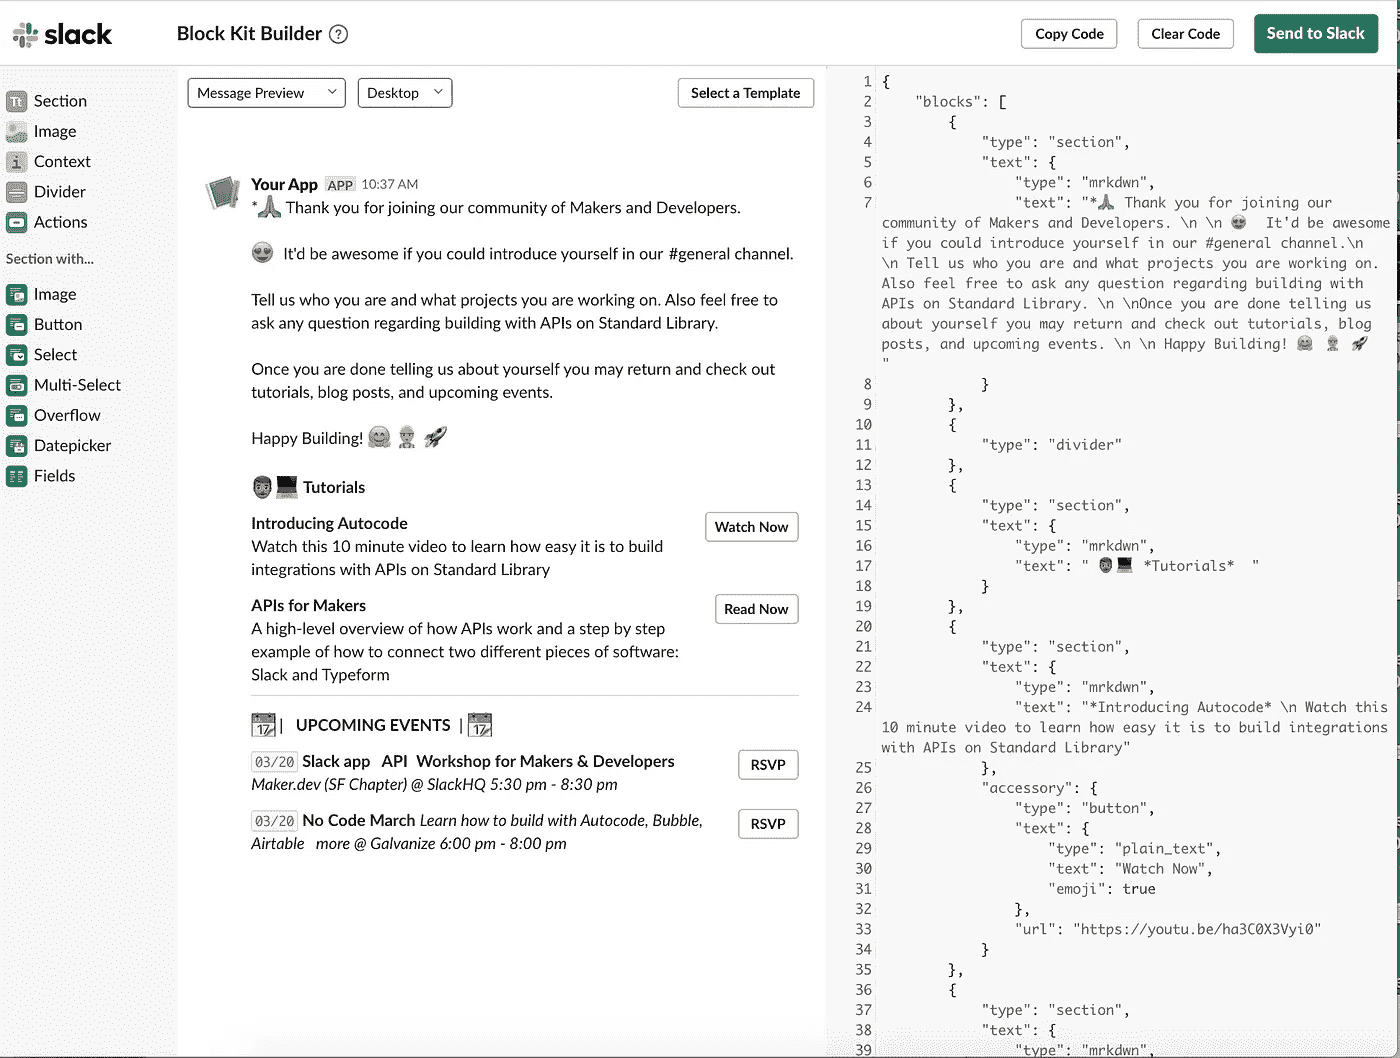 slack
Block Kit Builder ?
Copy Code
Clear Code
Send to Slack
Tt Section
Image
i Context
Divider
Actions
Section with...
Image
Button
Select
Multi-Select
Overflow
Datepicker
Fields
Message Preview
Desktop
Select a Template
Your App APP 10:37 AM
*🙏 Thank you for joining our community of Makers and Developers.
😍 It'd be awesome if you could introduce yourself in our #general channel.
Tell us who you are and what projects you are working on. Also feel free to
ask any question regarding building with APIs on Standard Library.
Once you are done telling us about yourself you may return and check out
tutorials, blog posts, and upcoming events.
Happy Building! 🤗 👷 🚀
👨💻 Tutorials
Introducing Autocode
Watch this 10 minute video to learn how easy it is to build
integrations with APIs on Standard Library
Watch Now
APIs for Makers
A high-level overview of how APIs work and a step by step
example of how to connect two different pieces of software:
Slack and Typeform
Read Now
📅 | UPCOMING EVENTS | 📅
03/20 Slack app API Workshop for Makers & Developers
Maker.dev (SF Chapter) @ SlackHQ 5:30 pm - 8:30 pm
RSVP
03/20 No Code March Learn how to build with Autocode, Bubble,
Airtable more @ Galvanize 6:00 pm - 8:00 pm
RSVP
1 {
2 "blocks": [
3 {
4 "type": "section",
5 "text": {
6 "type": "mrkdwn",
7 "text": "*🙏 Thank you for joining our
community of Makers and Developers. \n \n 😍 It'd be awesome
if you could introduce yourself in our #general channel.\n
\n Tell us who you are and what projects you are working on.
Also feel free to ask any question regarding building with
APIs on Standard Library. \n \nOnce you are done telling us
about yourself you may return and check out tutorials, blog
posts, and upcoming events. \n \n Happy Building! 🤗 👷 🚀
"
8 }
9 },
10 {
11 "type": "divider"
12 },
13 {
14 "type": "section",
15 "text": {
16 "type": "mrkdwn",
17 "text": " 👨💻 *Tutorials*  "
18 }
19 },
20 {
21 "type": "section",
22 "text": {
23 "type": "mrkdwn",
24 "text": "*Introducing Autocode* \n Watch this
10 minute video to learn how easy it is to build integrations
with APIs on Standard Library"
25 },
26 "accessory": {
27 "type": "button",
28 "text": {
29 "type": "plain_text",
30 "text": "Watch Now",
31 "emoji": true
32 },
33 "url": "https://youtu.be/ha3C0X3Vyi0"
34 }
35 },
36 {
37 "type": "section",
38 "text": {
39 "type": "mrkdwn",